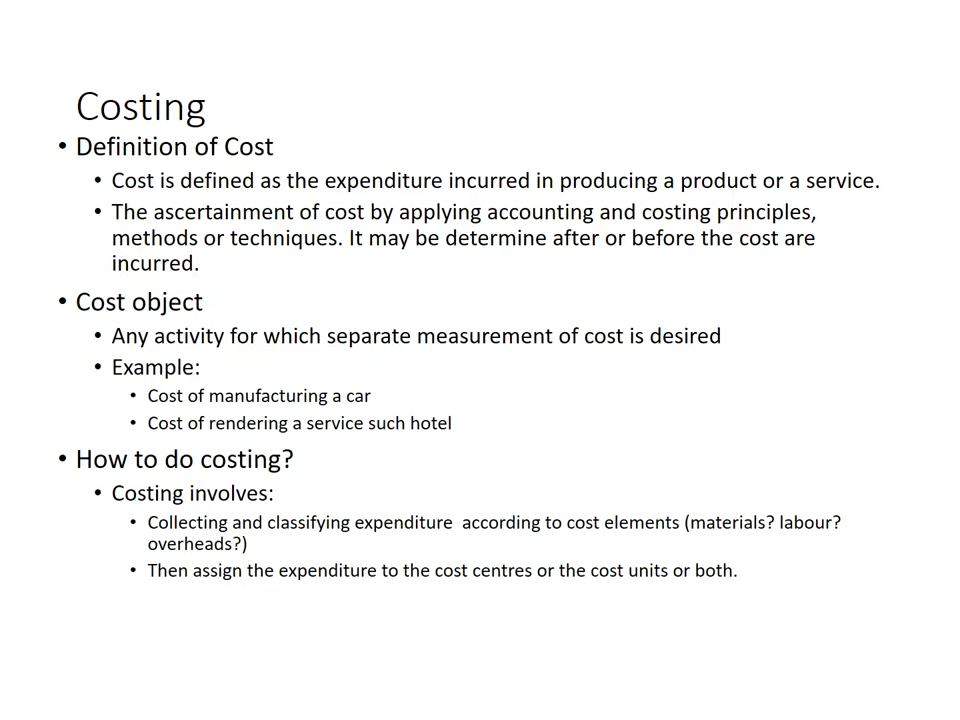 Costing
• Definition of Cost
• Cost is defined as the expenditure incurred in producing a product or a service.
• The ascertainment of cost by applying accounting and costing principles,
methods or techniques. It may be determine after or before the cost are
incurred.
• Cost object
• Any activity for which separate measurement of cost is desired
• Example:
• Cost of manufacturing a car
• Cost of rendering a service such hotel
• How to do costing?
• Costing involves:
• Collecting and classifying expenditure  according to cost elements (materials? labour?
overheads?)
• Then assign the expenditure to the cost centres or the cost units or both.